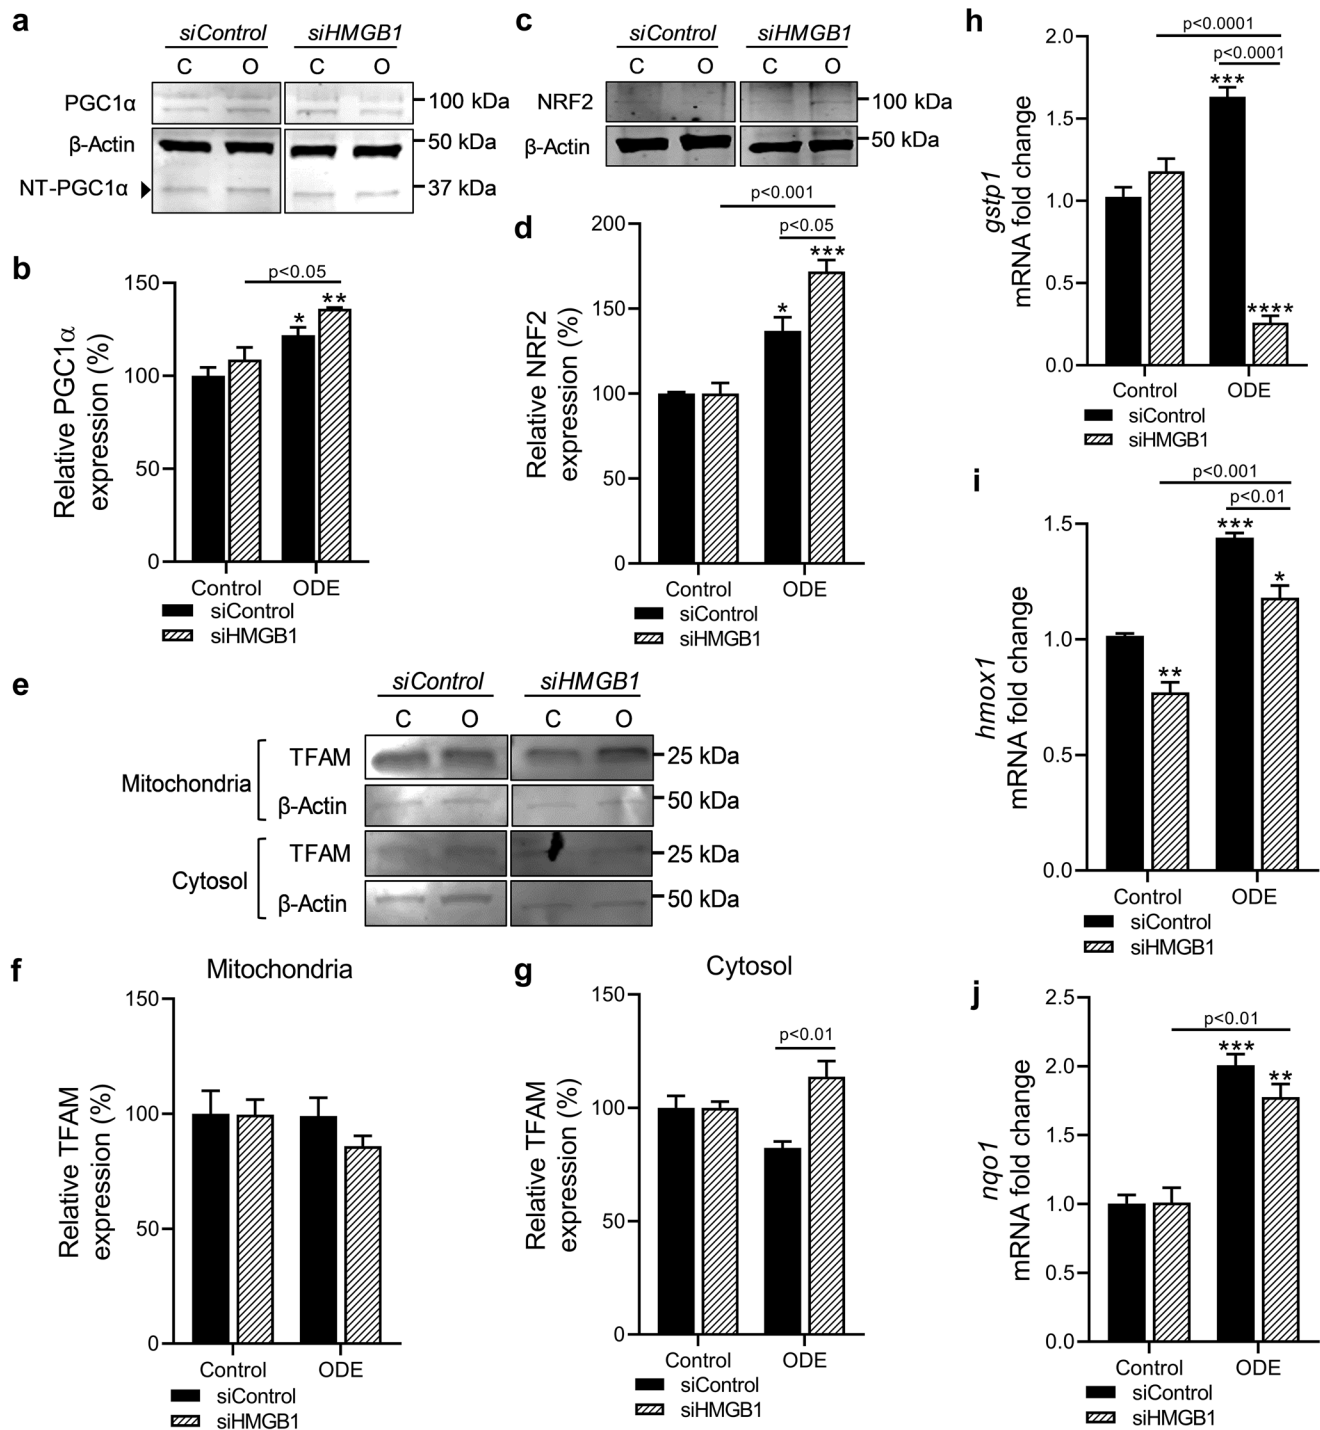 a
siControl siHMGB1
C O C O
PGC1α 100 kDa
β-Actin 50 kDa
NT-PGC1α 37 kDa
b
p<0.05
150
100
50
0
* **
Relative PGC1α
expression (%)
Control ODE
siControl
siHMGB1
c
siControl siHMGB1
C O C O
NRF2 100 kDa
β-Actin 50 kDa
d
p<0.001
p<0.05
200
150
100
50
0
* ***
Relative NRF2
expression (%)
Control ODE
siControl
siHMGB1
e
siControl siHMGB1
C O C O
Mitochondria
TFAM 25 kDa
β-Actin 50 kDa
Cytosol
TFAM 25 kDa
β-Actin 50 kDa
f
Mitochondria
150
100
50
0
Relative TFAM
expression (%)
Control ODE
siControl
siHMGB1
g
Cytosol
p<0.01
150
100
50
0
Relative TFAM
expression (%)
Control ODE
siControl
siHMGB1
h
p<0.0001
p<0.0001
2.0
1.5
1.0
0.5
0.0
*** ****
gstp1
mRNA fold change
Control ODE
siControl
siHMGB1
i
p<0.001
p<0.01
1.5
1.0
0.5
0.0
** *** *
hmox1
mRNA fold change
Control ODE
siControl
siHMGB1
j
p<0.01
2.5
2.0
1.5
1.0
0.5
0.0
*** **
nqo1
mRNA fold change
Control ODE
siControl
siHMGB1